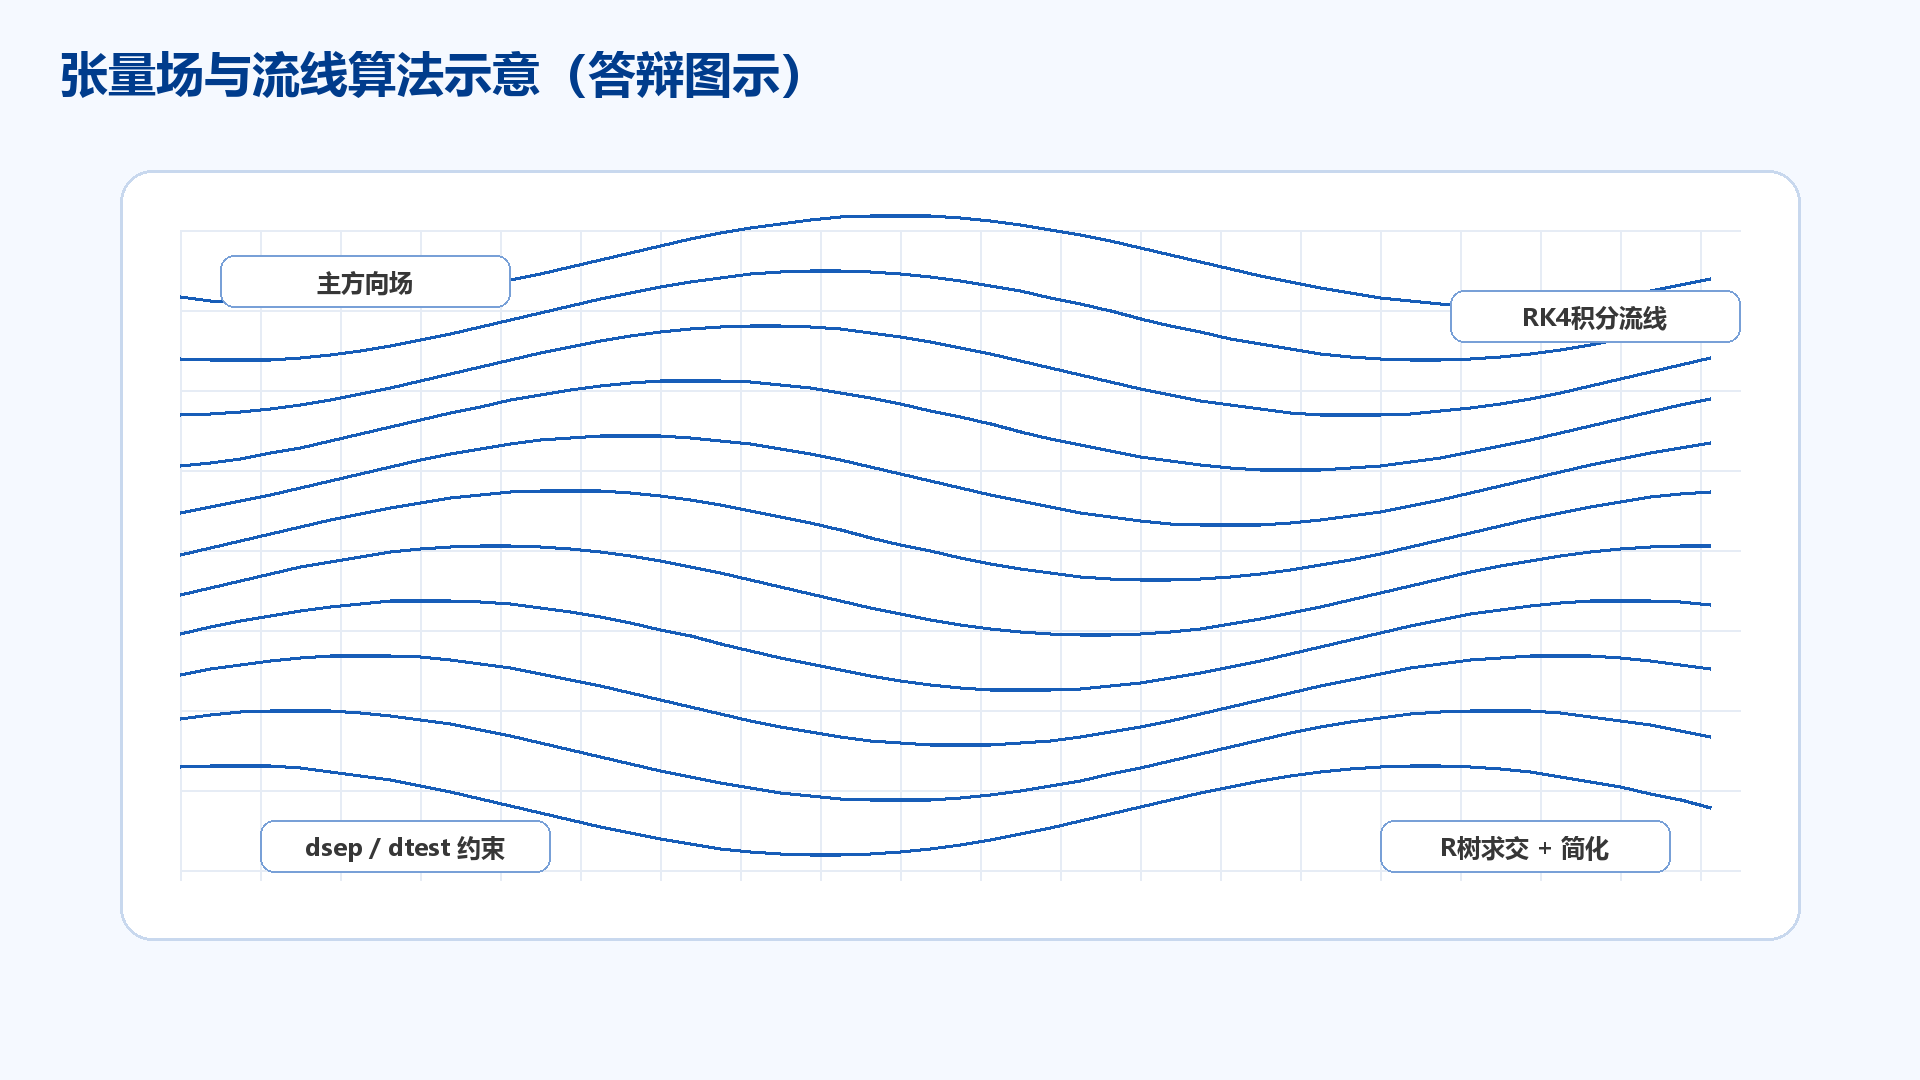 张量场与流线算法示意（答辩图示）
主方向场
RK4积分流线
dsep / dtest 约束
R树求交 + 简化